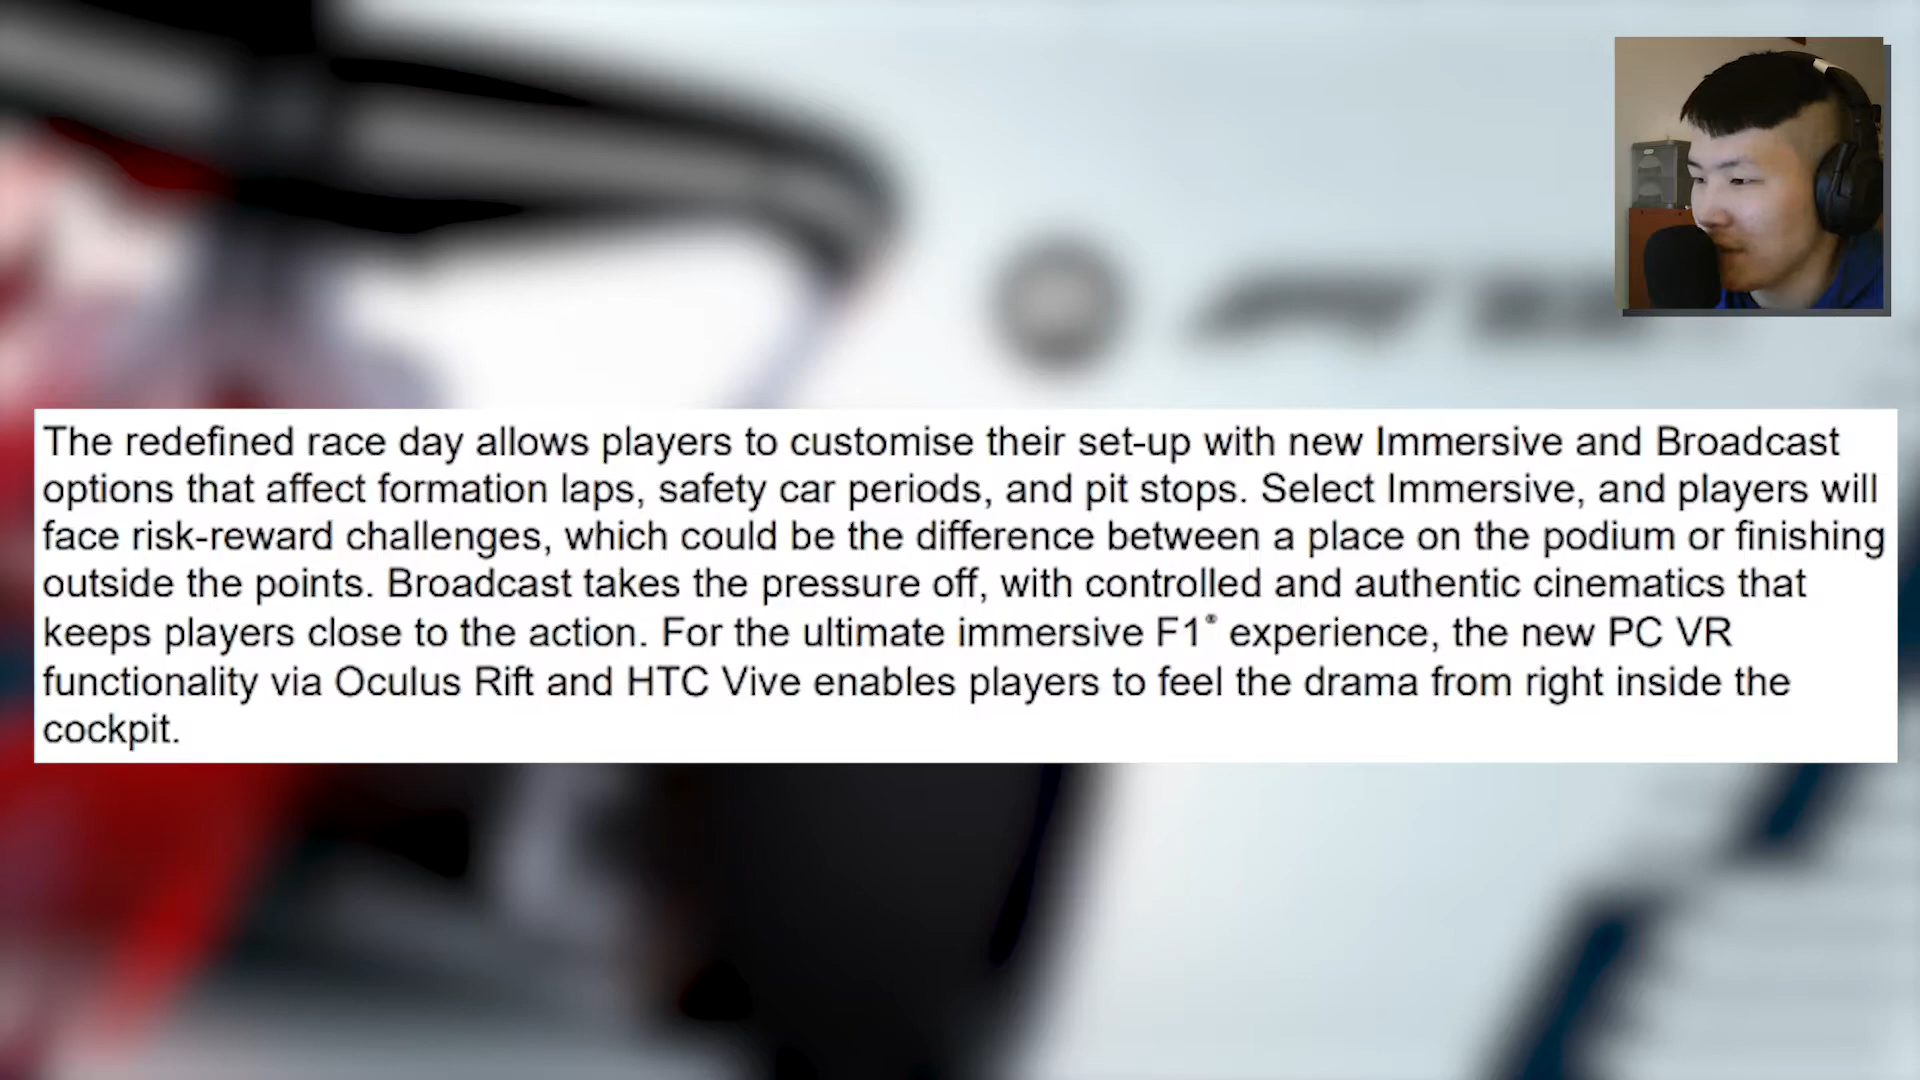 The redefined race day allows players to customise their set-up with new Immersive and Broadcast
options that affect formation laps, safety car periods, and pit stops. Select Immersive, and players will
face risk-reward challenges, which could be the difference between a place on the podium or finishing
outside the points. Broadcast takes the pressure off, with controlled and authentic cinematics that
keeps players close to the action. For the ultimate immersive F1® experience, the new PC VR
functionality via Oculus Rift and HTC Vive enables players to feel the drama from right inside the
cockpit.